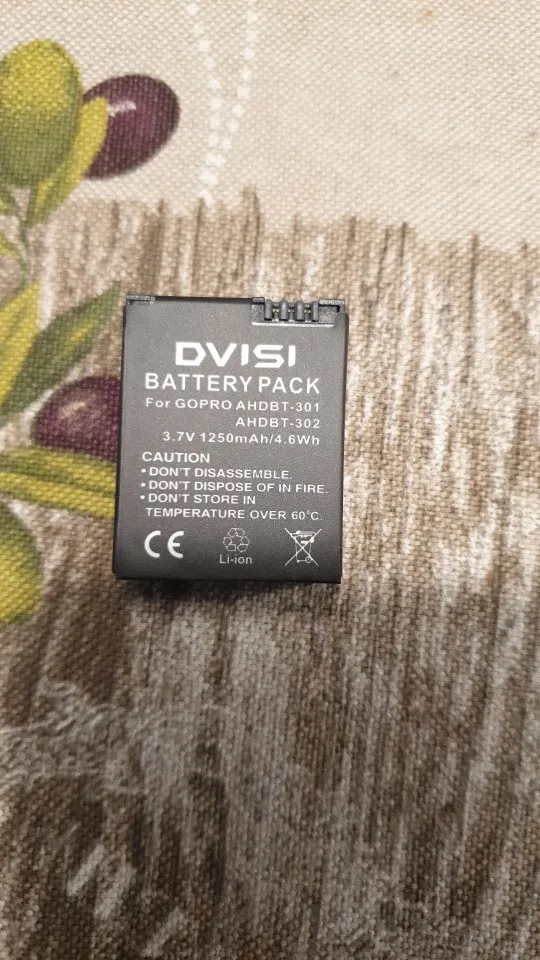 DVISI
BATTERY PACK
For GOPRO AHDBT-301
AHDBT-302
3.7V 1250mAh/4.6Wh
CAUTION
• DON'T DISASSEMBLE.
• DON'T DISPOSE OF IN FIRE.
• DON'T STORE IN
TEMPERATURE OVER 60°C.
CE
Li-ion